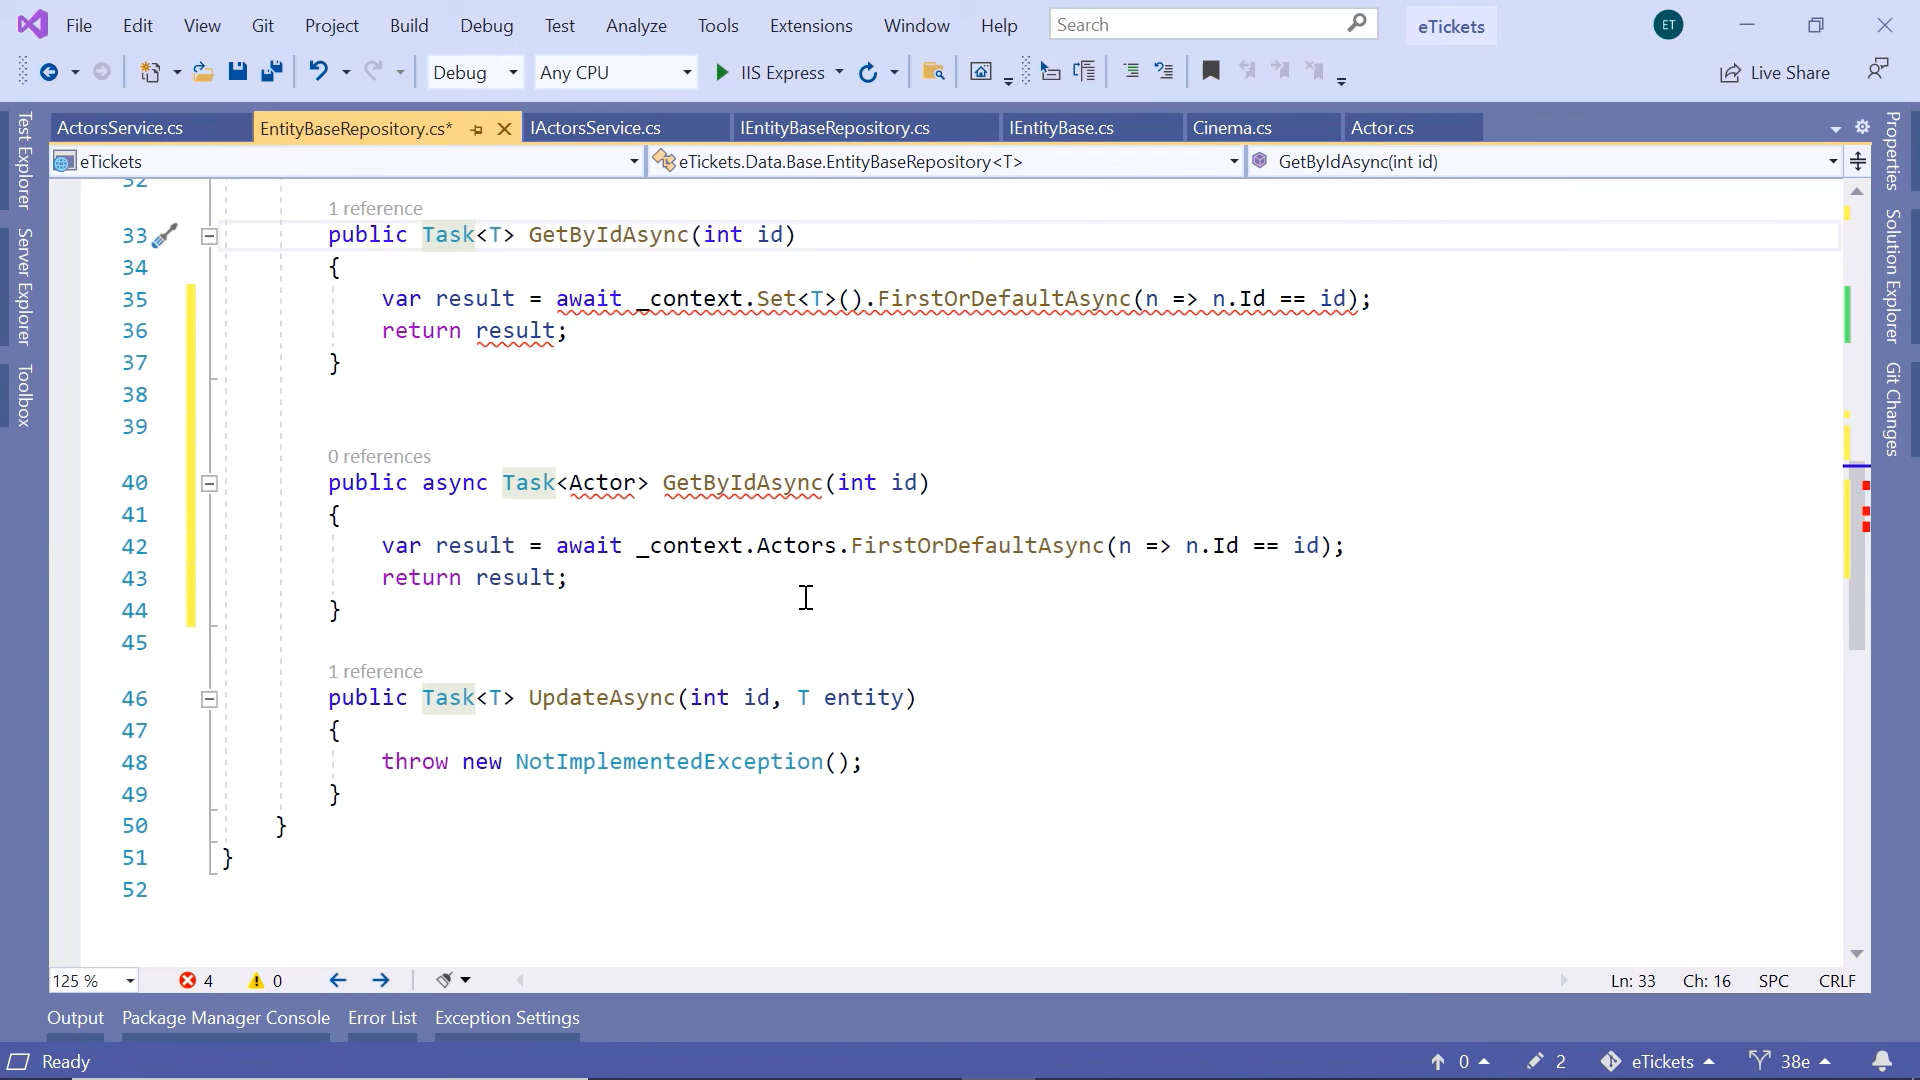 File Edit View Git Project Build Debug Test Analyze Tools Extensions Window Help Search eTickets ET
Debug Any CPU IIS Express Live Share
ActorsService.cs EntityBaseRepository.cs* IActorsService.cs IEntityBaseRepository.cs IEntityBase.cs Cinema.cs Actor.cs
eTickets eTickets.Data.Base.EntityBaseRepository<T> GetByIdAsync(int id)
Test Explorer
Server Explorer
Toolbox
32
1 reference
33 public Task<T> GetByIdAsync(int id)
34 {
35 var result = await _context.Set<T>().FirstOrDefaultAsync(n => n.Id == id);
36 return result;
37 }
38
39
0 references
40 public async Task<Actor> GetByIdAsync(int id)
41 {
42 var result = await _context.Actors.FirstOrDefaultAsync(n => n.Id == id);
43 return result;
44 }
45
1 reference
46 public Task<T> UpdateAsync(int id, T entity)
47 {
48 throw new NotImplementedException();
49 }
50 }
51 }
52
Properties
Solution Explorer
Git Changes
125 % 4 0 Ln: 33 Ch: 16 SPC CRLF
Output Package Manager Console Error List Exception Settings
Ready 0 2 eTickets 38e